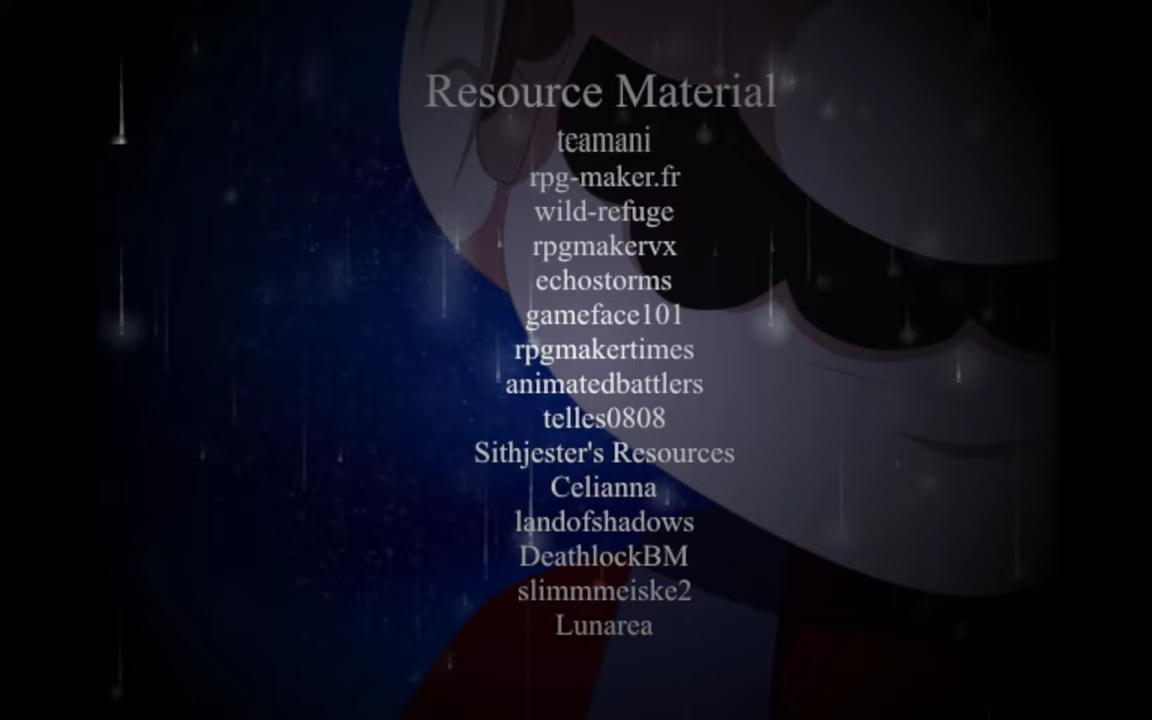 Resource Material
teamani
rpg-maker.fr
wild-refuge
rpgmakervx
echostorms
gameface101
rpgmakertimes
animatedbattlers
telles0808
Sithjester's Resources
Celianna
landofshadows
DeathlockBM
slimmmeiske2
Lunarea